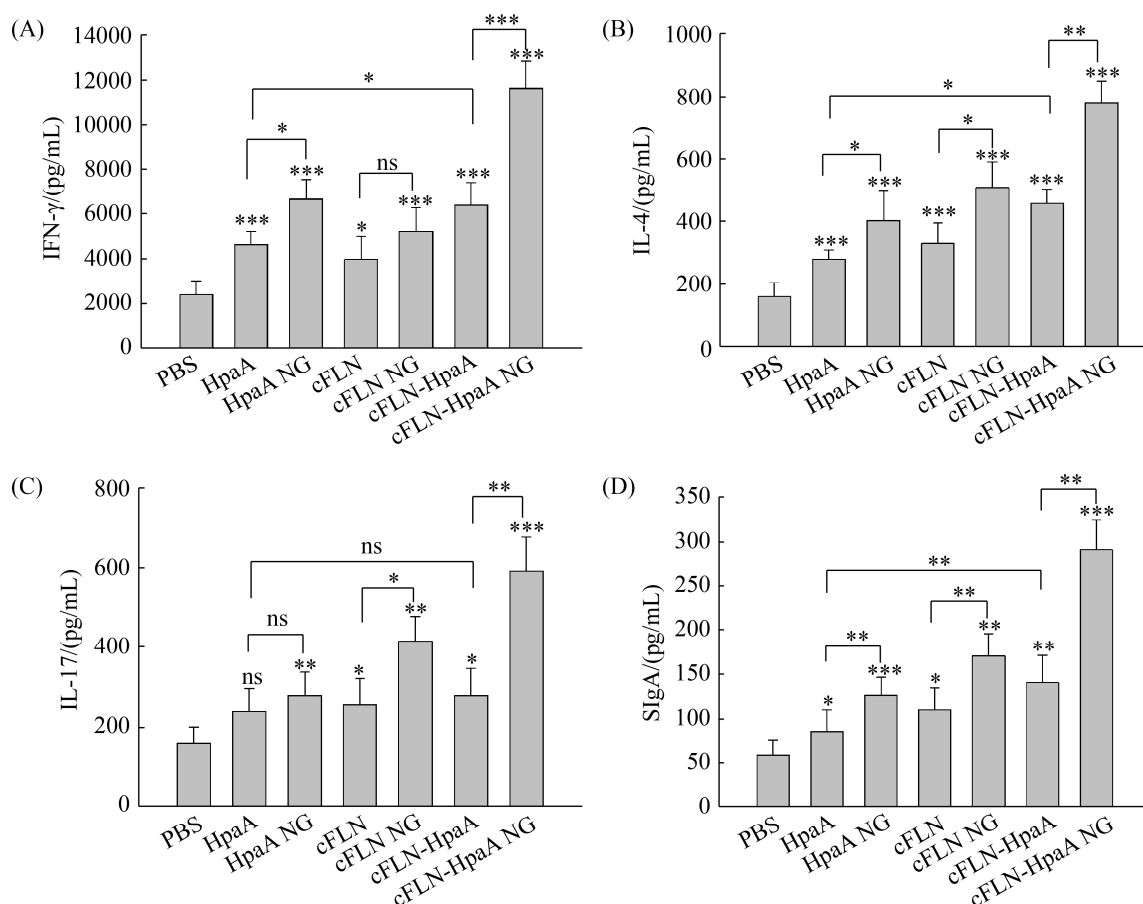 (A)
IFN-γ/(pg/mL)
14000
12000
10000
8000
6000
4000
2000
0
***
***
*
*
***
ns
***
***
***
*
PBS
HpaA
HpaA NG
cFLN
cFLN NG
cFLN-HpaA
cFLN-HpaA NG
(B)
IL-4/(pg/mL)
1000
800
600
400
200
0
**
***
*
*
*
***
***
***
***
***
PBS
HpaA
HpaA NG
cFLN
cFLN NG
cFLN-HpaA
cFLN-HpaA NG
(C)
IL-17/(pg/mL)
800
600
400
200
0
**
***
ns
*
ns
**
ns
**
*
*
PBS
HpaA
HpaA NG
cFLN
cFLN NG
cFLN-HpaA
cFLN-HpaA NG
(D)
SIgA/(pg/mL)
350
300
250
200
150
100
50
0
**
***
**
**
**
**
**
***
*
*
PBS
HpaA
HpaA NG
cFLN
cFLN NG
cFLN-HpaA
cFLN-HpaA NG